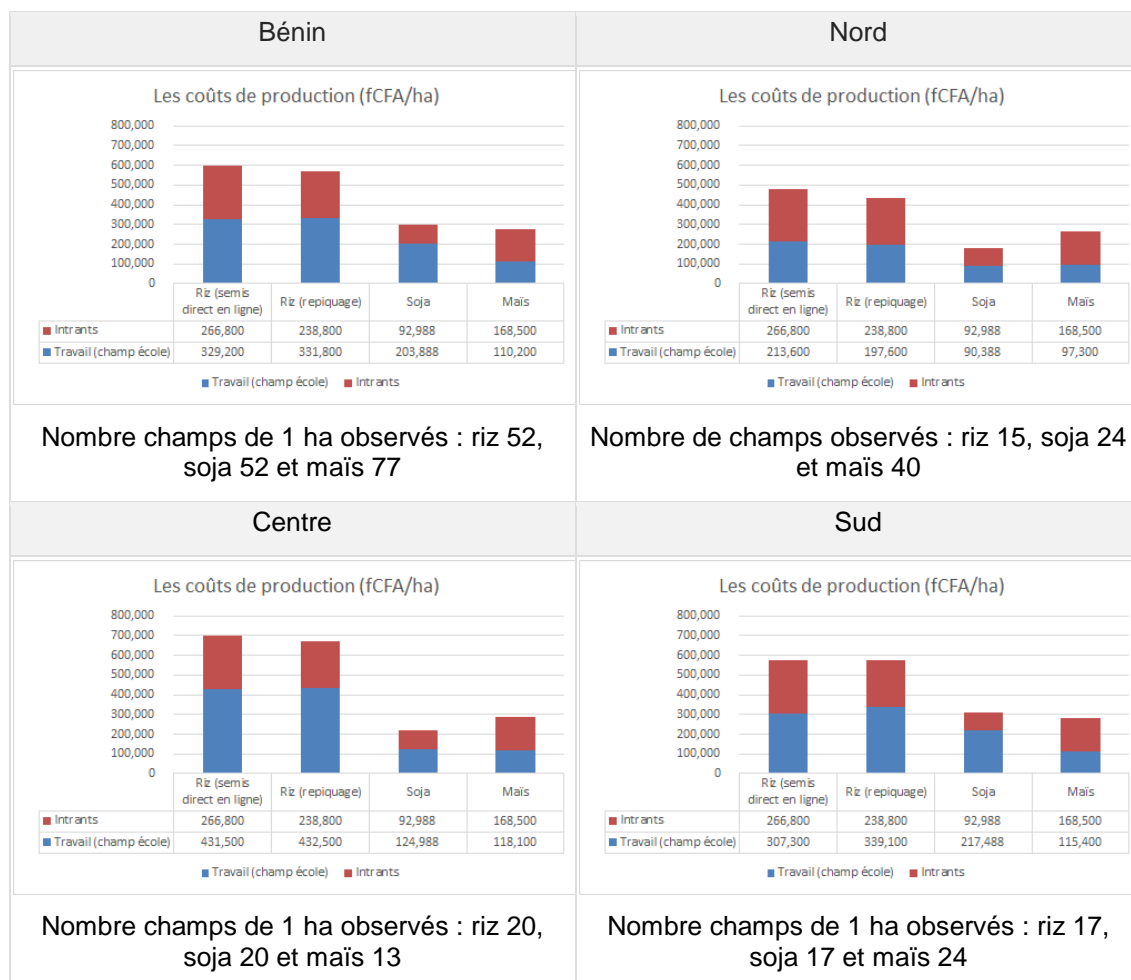 Bénin
Les coûts de production (fCFA/ha)
800,000
700,000
600,000
500,000
400,000
300,000
200,000
100,000
0
Riz (semis direct en ligne) Riz (repiquage) Soja Maïs
Intrants 266,800 238,800 92,988 168,500
Travail (champ école) 329,200 331,800 203,888 110,200
Travail (champ école) Intrants
Nombre champs de 1 ha observés : riz 52,
soja 52 et maïs 77
Nord
Les coûts de production (fCFA/ha)
800,000
700,000
600,000
500,000
400,000
300,000
200,000
100,000
0
Riz (semis direct en ligne) Riz (repiquage) Soja Maïs
Intrants 266,800 238,800 92,988 168,500
Travail (champ école) 213,600 197,600 90,388 97,300
Travail (champ école) Intrants
Nombre de champs observés : riz 15, soja 24
et maïs 40
Centre
Les coûts de production (fCFA/ha)
800,000
700,000
600,000
500,000
400,000
300,000
200,000
100,000
0
Riz (semis direct en ligne) Riz (repiquage) Soja Maïs
Intrants 266,800 238,800 92,988 168,500
Travail (champ école) 431,500 432,500 124,988 118,100
Travail (champ école) Intrants
Nombre champs de 1 ha observés : riz 20,
soja 20 et maïs 13
Sud
Les coûts de production (fCFA/ha)
800,000
700,000
600,000
500,000
400,000
300,000
200,000
100,000
0
Riz (semis direct en ligne) Riz (repiquage) Soja Maïs
Intrants 266,800 238,800 92,988 168,500
Travail (champ école) 307,300 339,100 217,488 115,400
Travail (champ école) Intrants
Nombre champs de 1 ha observés : riz 17,
soja 17 et maïs 24